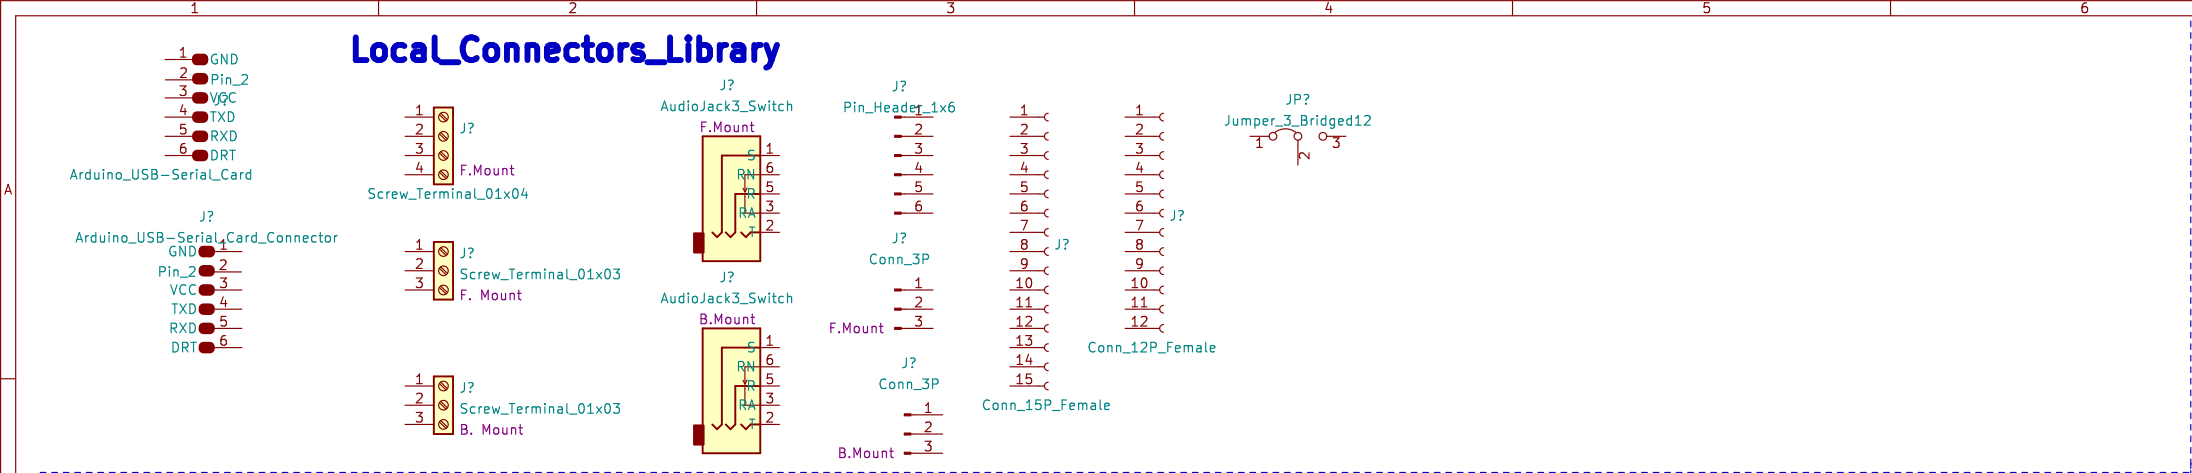 1 2 3 4 5 6
A
Local_Connectors_Library
1 GND
2 Pin_2
3 VCC
J?
4 TXD
5 RXD
6 DRT
Arduino_USB-Serial_Card
J?
Arduino_USB-Serial_Card_Connector
GND 1
Pin_2 2
VCC 3
TXD 4
RXD 5
DRT 6
1
2
3
4
J?
F.Mount
Screw_Terminal_01x04
1
2
3
J?
Screw_Terminal_01x03
F. Mount
1
2
3
J?
Screw_Terminal_01x03
B. Mount
J?
AudioJack3_Switch
F.Mount
S 1
RN 6
R 5
RA 3
T 2
J?
AudioJack3_Switch
B.Mount
S 1
RN 6
R 5
RA 3
T 2
J?
Pin_Header_1x6
1
2
3
4
5
6
J?
Conn_3P
1
2
3
F.Mount
J?
Conn_3P
1
2
3
B.Mount
1
2
3
4
5
6
7
8
9
10
11
12
13
14
15
J?
Conn_15P_Female
1
2
3
4
5
6
7
8
9
10
11
12
J?
Conn_12P_Female
JP?
Jumper_3_Bridged12
1 3
2